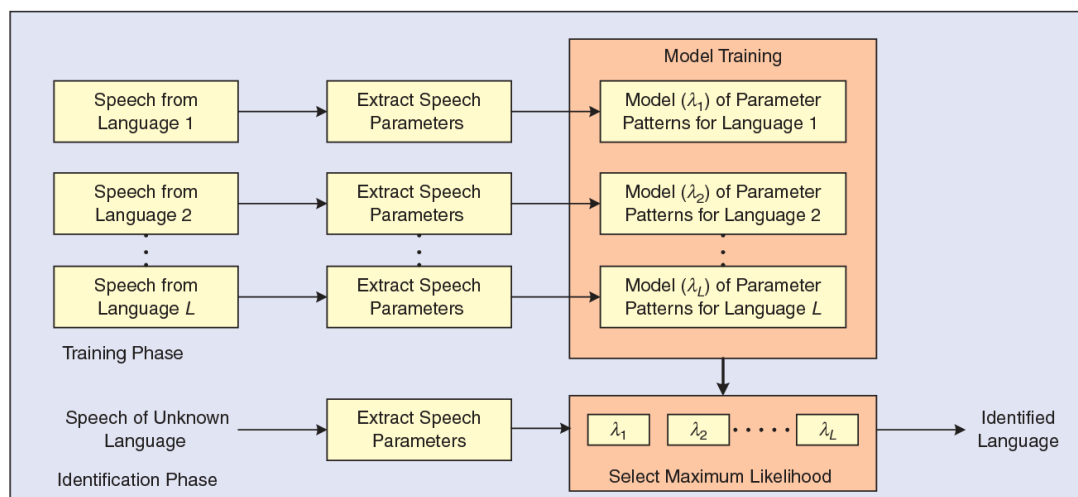 Model Training
Speech from
Language 1
Extract Speech
Parameters
Model (λ₁) of Parameter
Patterns for Language 1
Speech from
Language 2
Extract Speech
Parameters
Model (λ₂) of Parameter
Patterns for Language 2
Speech from
Language L
Extract Speech
Parameters
Model (λ_L) of Parameter
Patterns for Language L
Training Phase
Speech of Unknown
Language
Extract Speech
Parameters
λ₁ λ₂ ..... λ_L
Select Maximum Likelihood
Identified
Language
Identification Phase